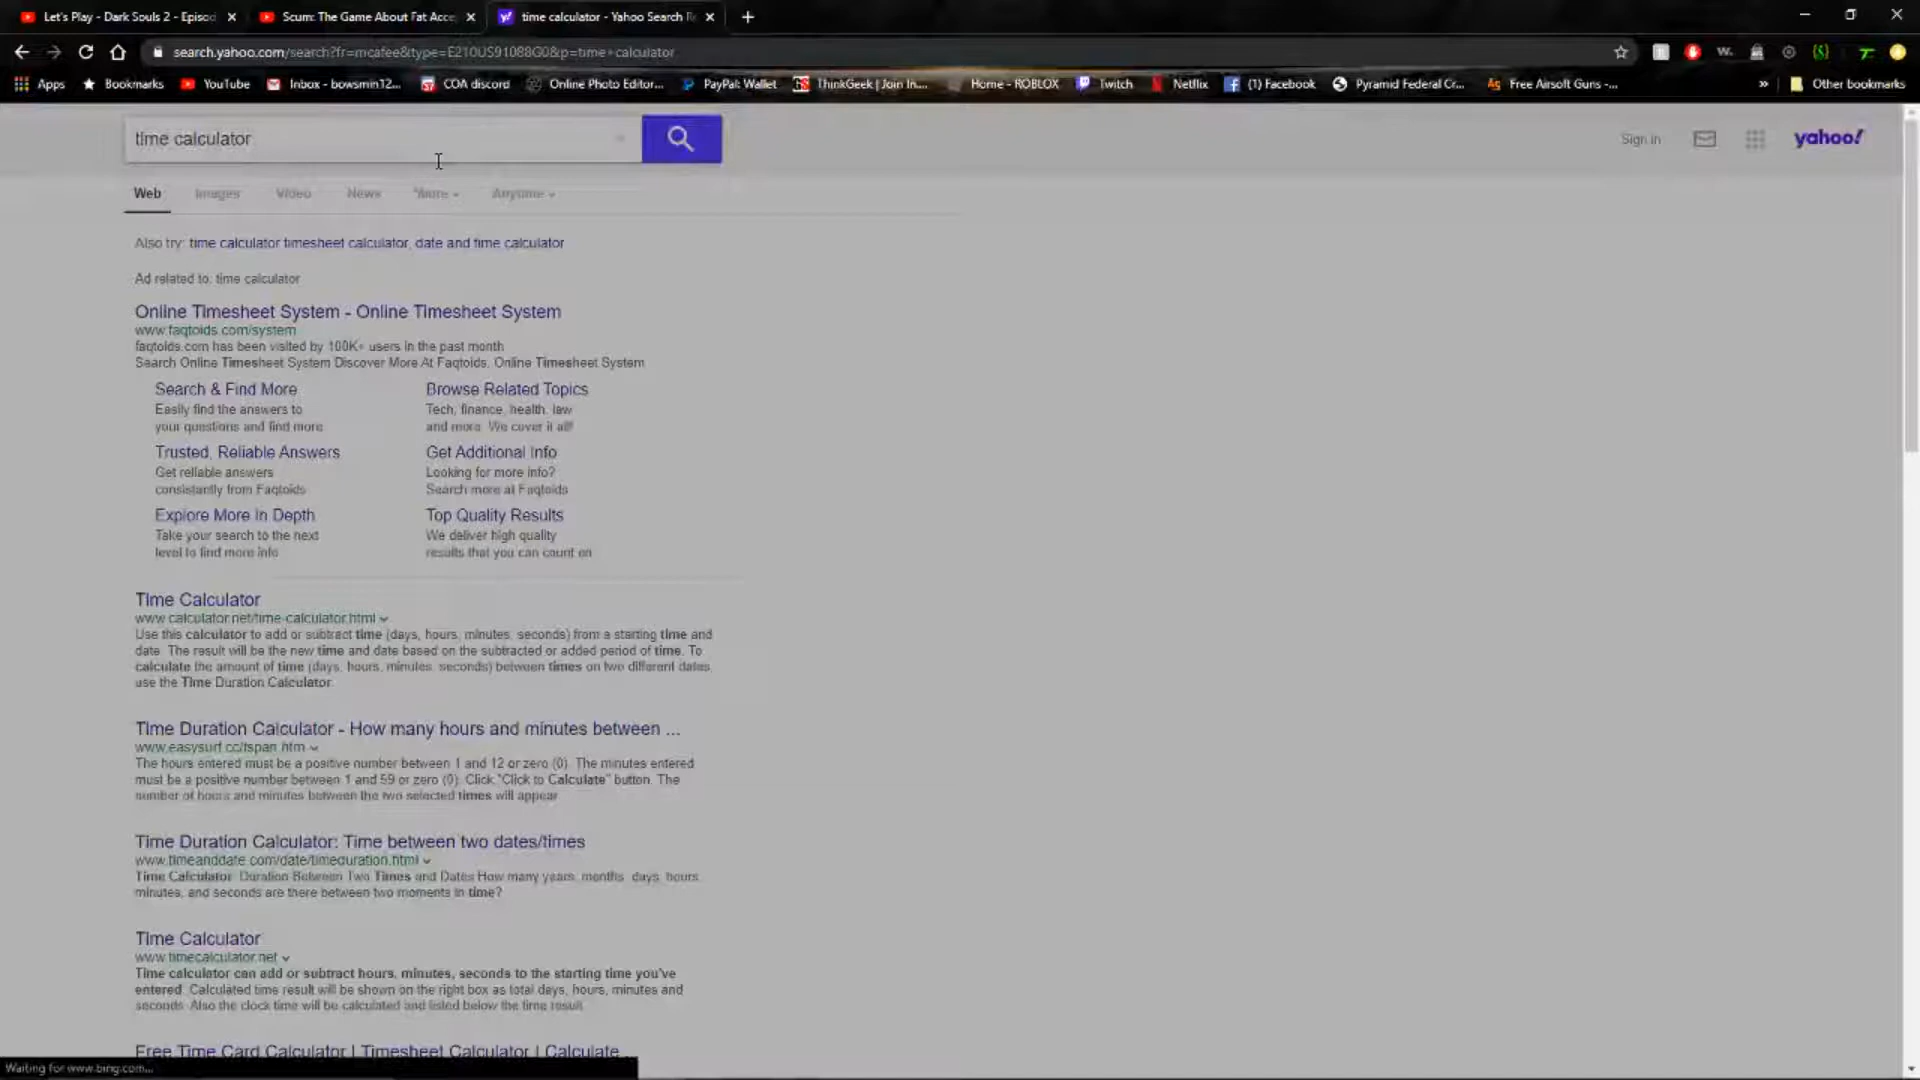 Let's Play - Dark Souls 2 - Episod
Scum: The Game About Fat Acce
time calculator - Yahoo Search R
search.yahoo.com/search?fr=mcafee&type=E210US91088G0&p=time+calculator
Apps
Bookmarks
YouTube
Inbox - bowsmin12...
COA discord
Online Photo Editor...
PayPal: Wallet
ThinkGeek | Join In...
Home - ROBLOX
Twitch
Netflix
(1) Facebook
Pyramid Federal Cr...
Free Airsoft Guns -...
»
Other bookmarks
time calculator
Sign in
yahoo!
Web
Images
Video
News
More
Anytime
Also try: time calculator timesheet calculator, date and time calculator
Ad related to: time calculator
Online Timesheet System - Online Timesheet System
www.faqtoids.com/system
faqtoids.com has been visited by 100K+ users in the past month
Search Online Timesheet System Discover More At Faqtoids. Online Timesheet System
Search & Find More
Easily find the answers to
your questions and find more
Browse Related Topics
Tech, finance, health, law
and more. We cover it all!
Trusted, Reliable Answers
Get reliable answers
consistently from Faqtoids
Get Additional Info
Looking for more info?
Search more at Faqtoids
Explore More in Depth
Take your search to the next
level to find more info
Top Quality Results
We deliver high quality
results that you can count on
Time Calculator
www.calculator.net/time-calculator.html
Use this calculator to add or subtract time (days, hours, minutes, seconds) from a starting time and
date. The result will be the new time and date based on the subtracted or added period of time. To
calculate the amount of time (days, hours, minutes, seconds) between times on two different dates,
use the Time Duration Calculator.
Time Duration Calculator - How many hours and minutes between ...
www.easysurf.cc/tspan.htm
The hours entered must be a positive number between 1 and 12 or zero (0). The minutes entered
must be a positive number between 1 and 59 or zero (0). Click "Click to Calculate" button. The
number of hours and minutes between the two selected times will appear.
Time Duration Calculator: Time between two dates/times
www.timeanddate.com/date/timeduration.html
Time Calculator: Duration Between Two Times and Dates How many years, months, days, hours,
minutes, and seconds are there between two moments in time?
Time Calculator
www.timecalculator.net
Time calculator can add or subtract hours, minutes, seconds to the starting time you've
entered. Calculated time result will be shown on the right box as total days, hours, minutes and
seconds. Also the clock time will be calculated and listed below the time result.
Free Time Card Calculator | Timesheet Calculator | Calculate ...
Waiting for www.bing.com...